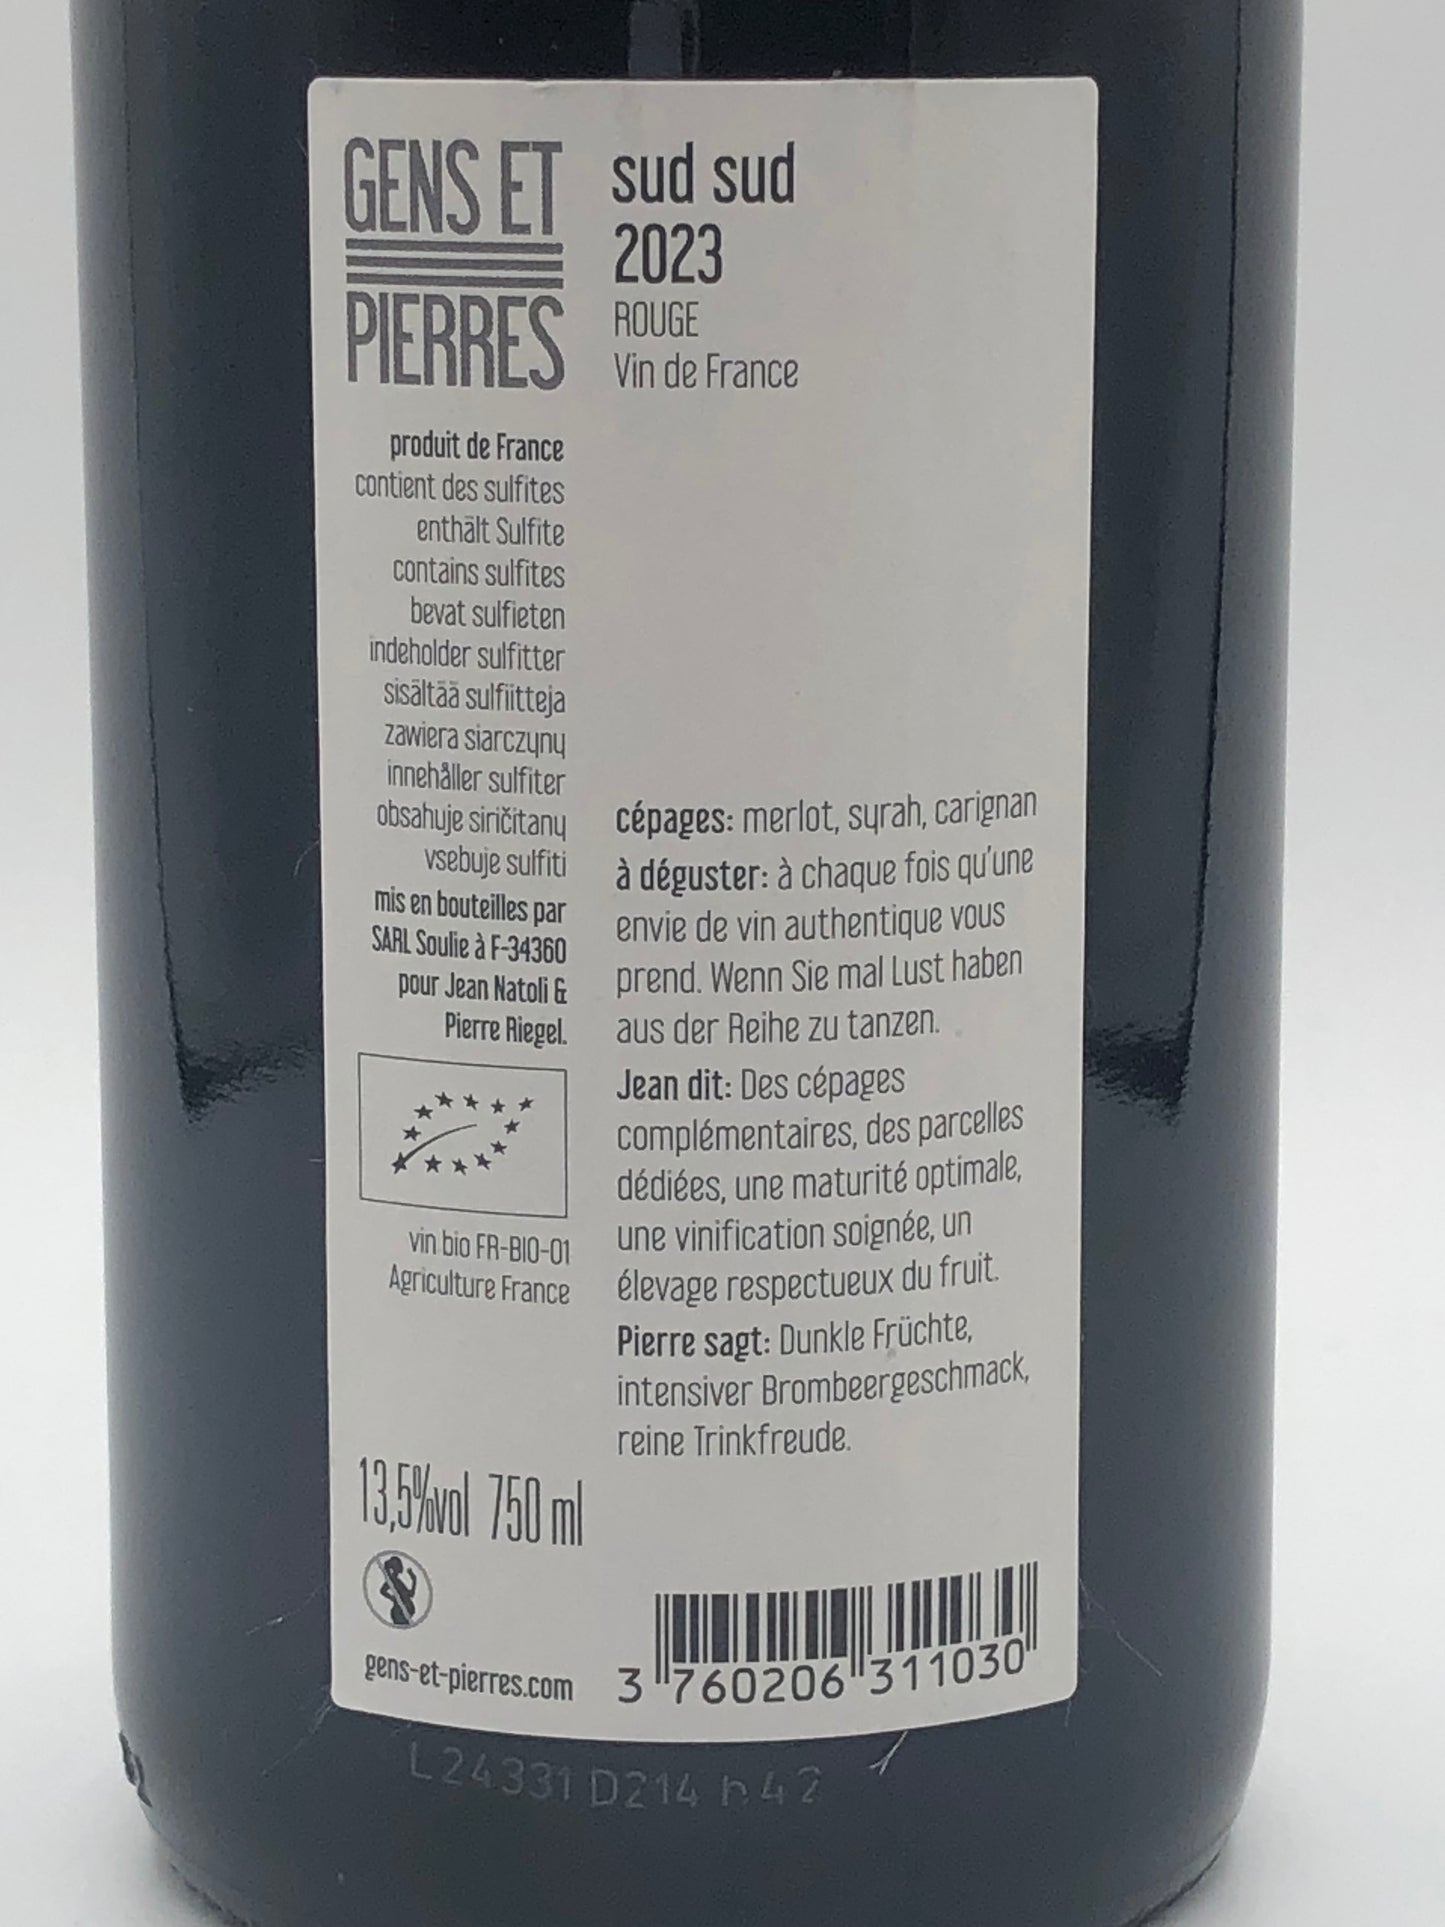 GENS ET
PIERRES
sud sud
2023
ROUGE
Vin de France
produit de France
contient des sulfites
enthält Sulfite
contains sulfites
bevat sulfieten
indeholder sulfitter
sisältää sulfiitteja
zawiera siarczyny
innehåller sulfiter
obsahuje siričitany
vsebuje sulfiti
mis en bouteilles par
SARL Soulie à F-34360
pour Jean Natoli &
Pierre Riegel.
vin bio FR-BIO-01
Agriculture France
13,5%vol 750 ml
gens-et-pierres.com
cépages: merlot, syrah, carignan
à déguster: à chaque fois qu'une
envie de vin authentique vous
prend. Wenn Sie mal Lust haben
aus der Reihe zu tanzen.
Jean dit: Des cépages
complémentaires, des parcelles
dédiées, une maturité optimale,
une vinification soignée, un
élevage respectueux du fruit.
Pierre sagt: Dunkle Früchte,
intensiver Brombeergeschmack,
reine Trinkfreude.
3 760206 311030
L24331 D214 h42